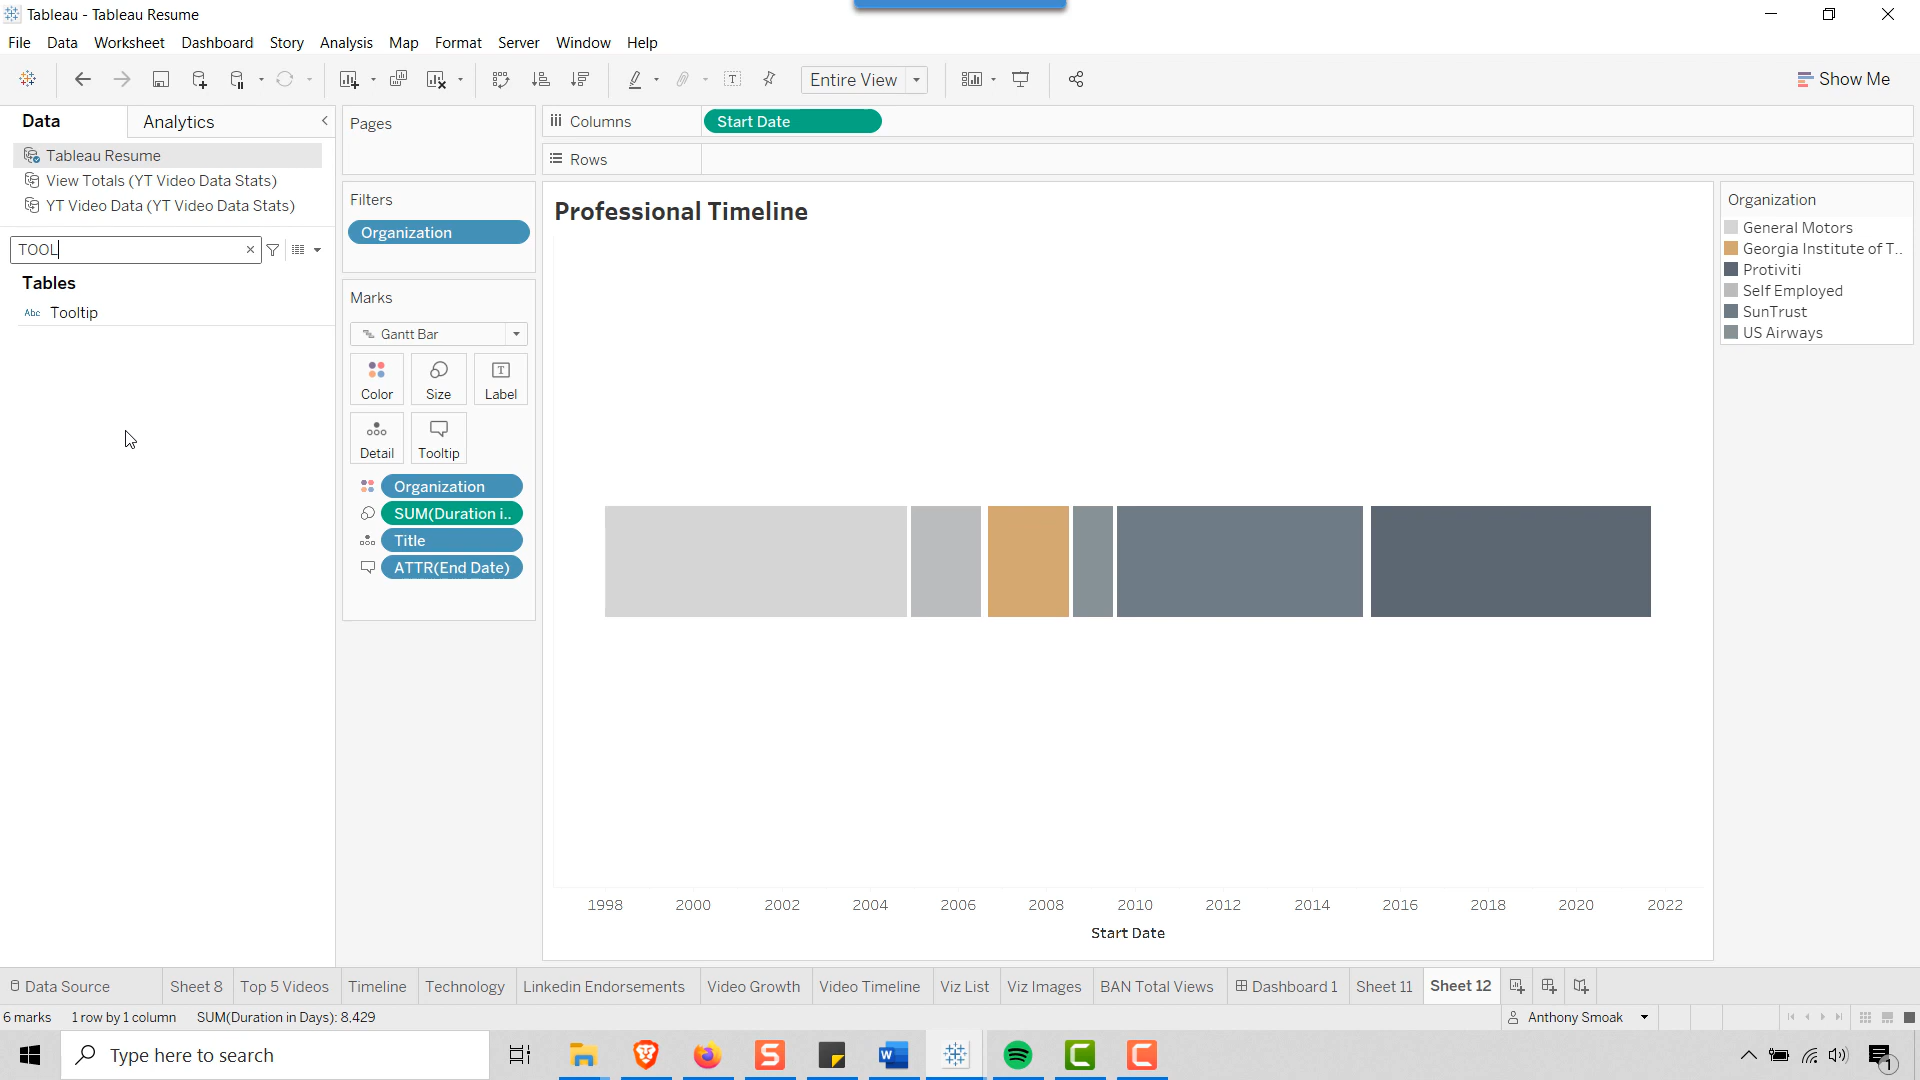 Tableau - Tableau Resume
File Data Worksheet Dashboard Story Analysis Map Format Server Window Help
Entire View
Show Me
Data Analytics
Tableau Resume
View Totals (YT Video Data Stats)
YT Video Data (YT Video Data Stats)
TOOL
Tables
Abc Tooltip
Pages
Filters
Organization
Marks
Gantt Bar
Color Size Label
Detail Tooltip
Organization
SUM(Duration i..
Title
ATTR(End Date)
Columns Start Date
Rows
Professional Timeline
1998 2000 2002 2004 2006 2008 2010 2012 2014 2016 2018 2020 2022
Start Date
Organization
General Motors
Georgia Institute of T..
Protiviti
Self Employed
SunTrust
US Airways
Data Source Sheet 8 Top 5 Videos Timeline Technology Linkedin Endorsements Video Growth Video Timeline Viz List Viz Images BAN Total Views Dashboard 1 Sheet 11 Sheet 12
6 marks 1 row by 1 column SUM(Duration in Days): 8,429 Anthony Smoak
Type here to search
1